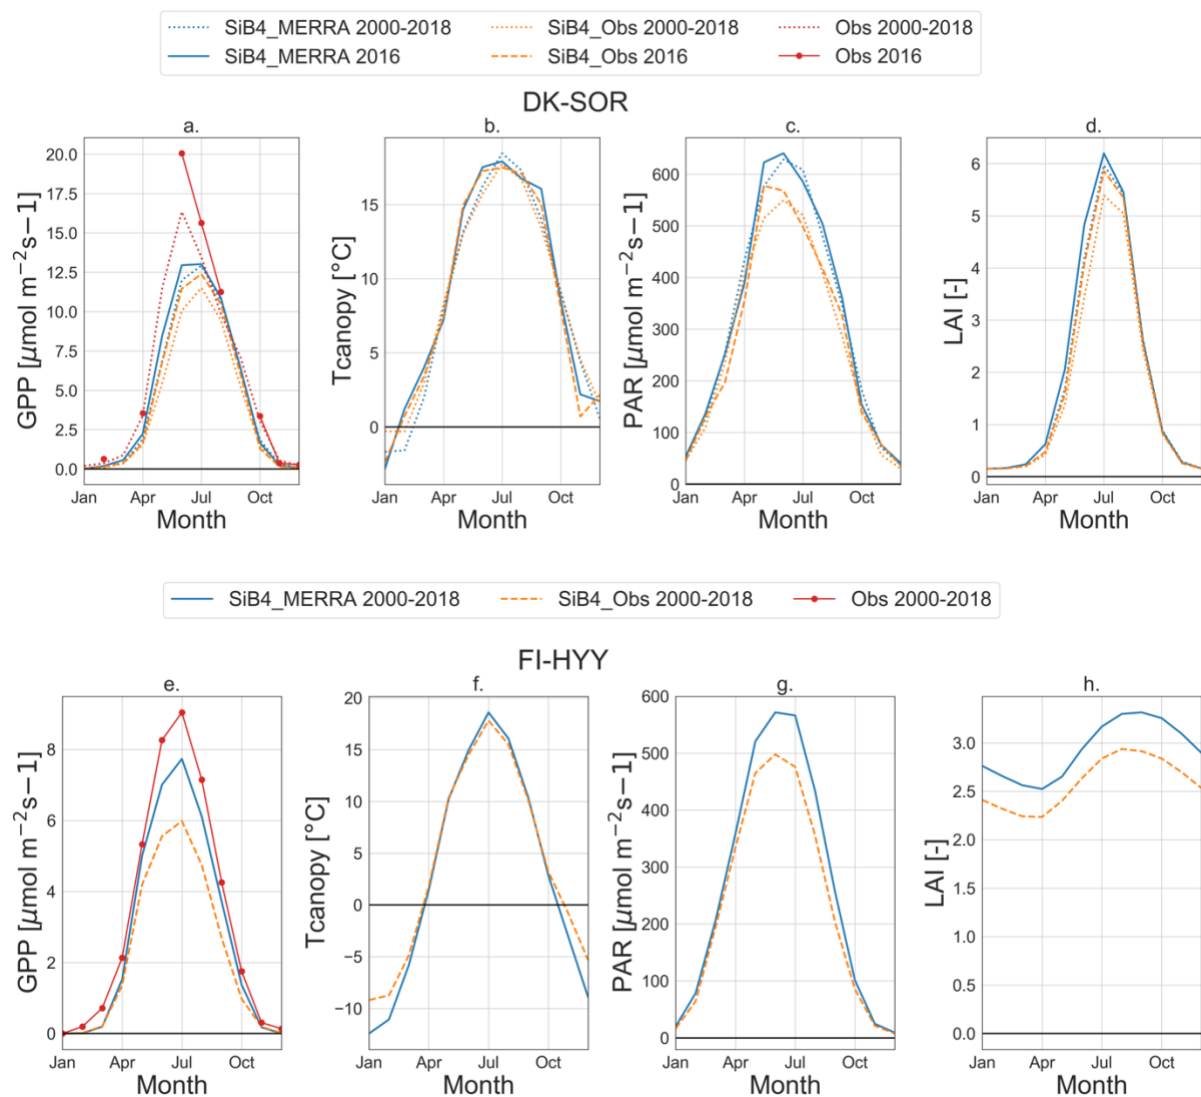 SiB4_MERRA 2000-2018 SiB4_Obs 2000-2018 Obs 2000-2018
SiB4_MERRA 2016 SiB4_Obs 2016 Obs 2016
DK-SOR
a.
GPP [μmol m−2s−1]
20.0
17.5
15.0
12.5
10.0
7.5
5.0
2.5
0.0
Jan Apr Jul Oct
Month
b.
Tcanopy [°C]
15
10
5
0
Jan Apr Jul Oct
Month
c.
PAR [μmol m−2s−1]
600
500
400
300
200
100
0
Jan Apr Jul Oct
Month
d.
LAI [-]
6
5
4
3
2
1
0
Jan Apr Jul Oct
Month
SiB4_MERRA 2000-2018 SiB4_Obs 2000-2018 Obs 2000-2018
FI-HYY
e.
GPP [μmol m−2s−1]
8
6
4
2
0
Jan Apr Jul Oct
Month
f.
Tcanopy [°C]
20
15
10
5
0
−5
−10
Jan Apr Jul Oct
Month
g.
PAR [μmol m−2s−1]
600
500
400
300
200
100
0
Jan Apr Jul Oct
Month
h.
LAI [-]
3.0
2.5
2.0
1.5
1.0
0.5
0.0
Jan Apr Jul Oct
Month